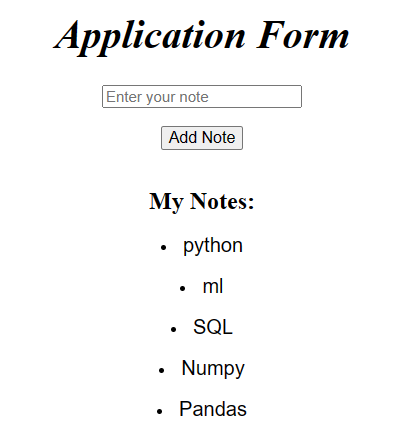 Application Form
Enter your note
Add Note
My Notes:
• python
• ml
• SQL
• Numpy
• Pandas